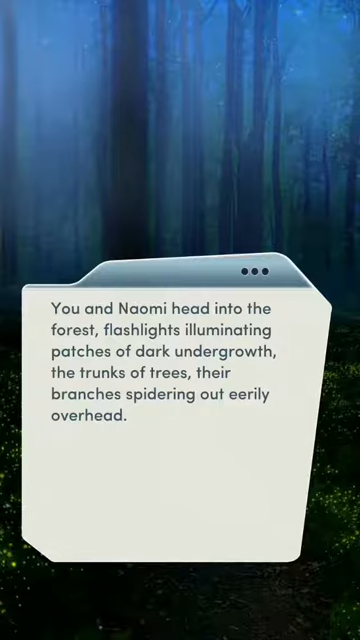 You and Naomi head into the
forest, flashlights illuminating
patches of dark undergrowth,
the trunks of trees, their
branches spidering out eerily
overhead.